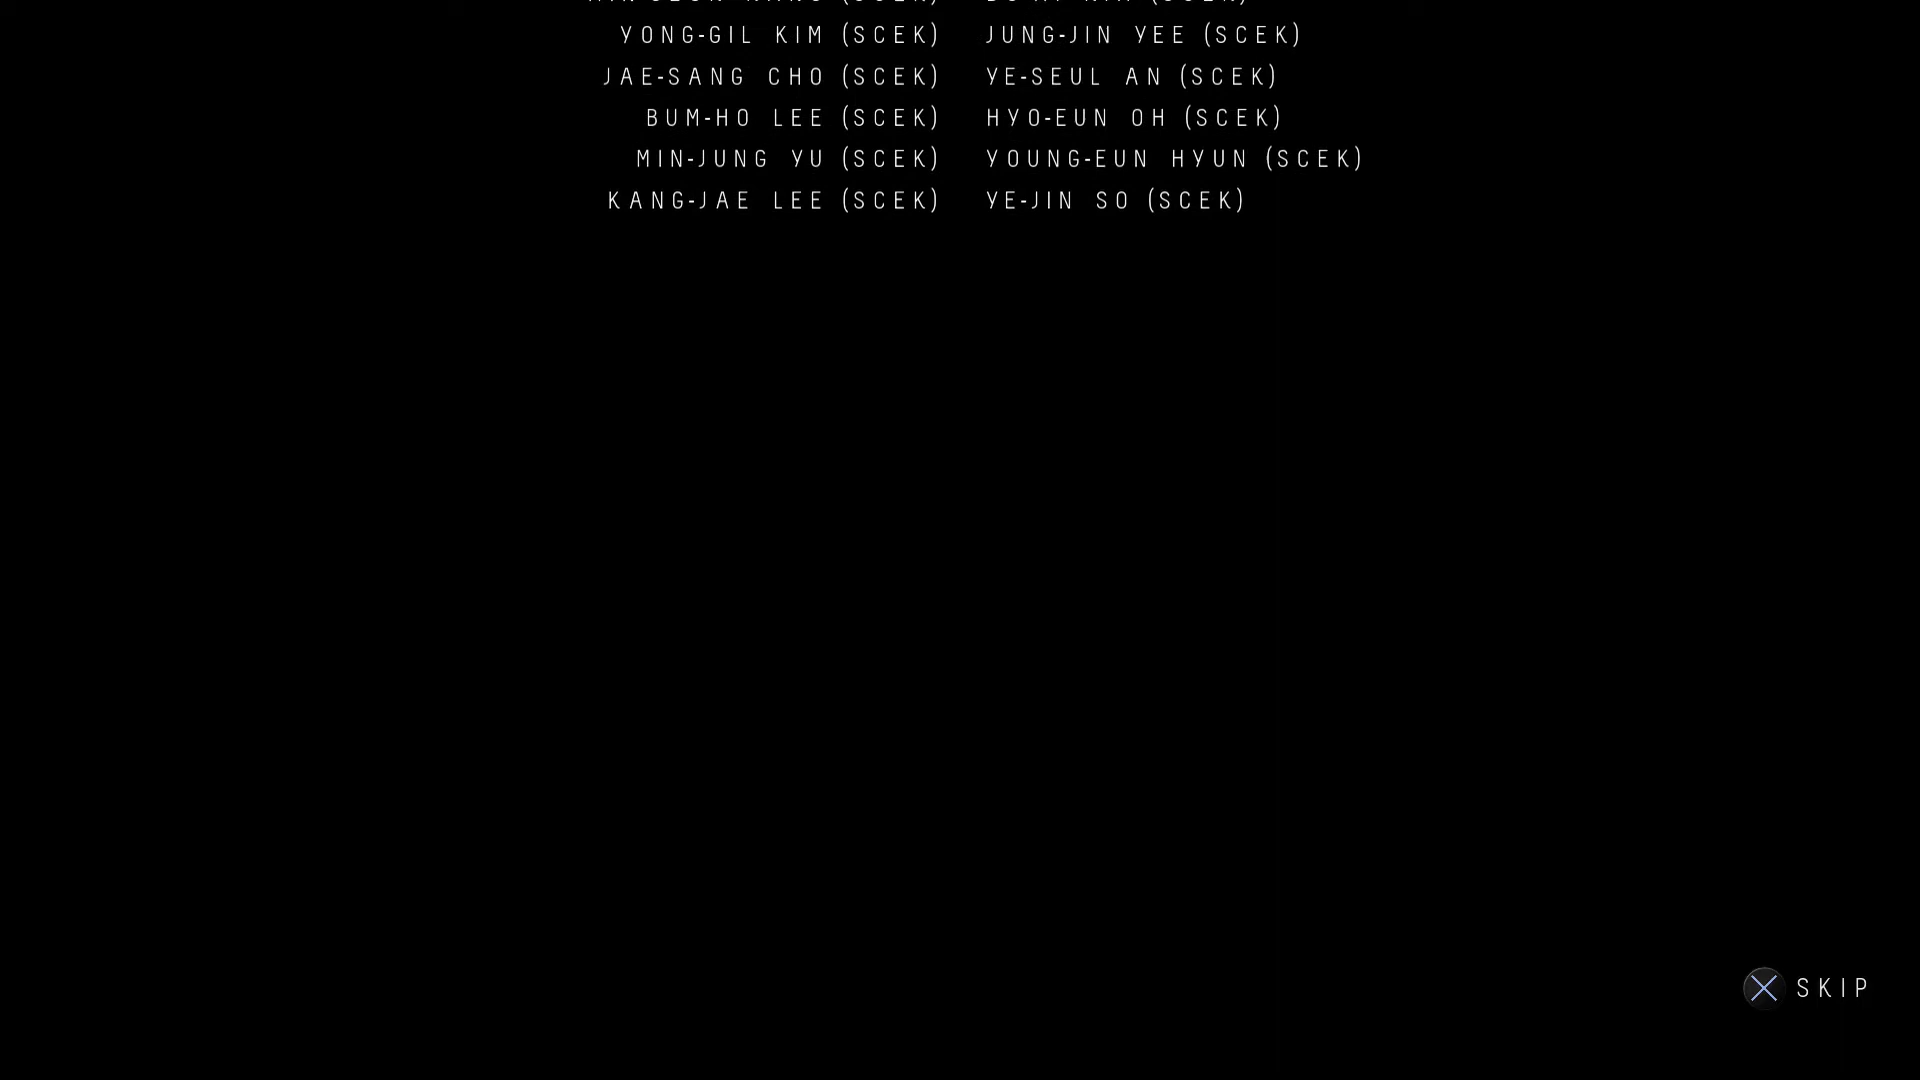 YONG-GIL KIM (SCEK) JUNG-JIN YEE (SCEK)
JAE-SANG CHO (SCEK) YE-SEUL AN (SCEK)
BUM-HO LEE (SCEK) HYO-EUN OH (SCEK)
MIN-JUNG YU (SCEK) YOUNG-EUN HYUN (SCEK)
KANG-JAE LEE (SCEK) YE-JIN SO (SCEK)
SKIP